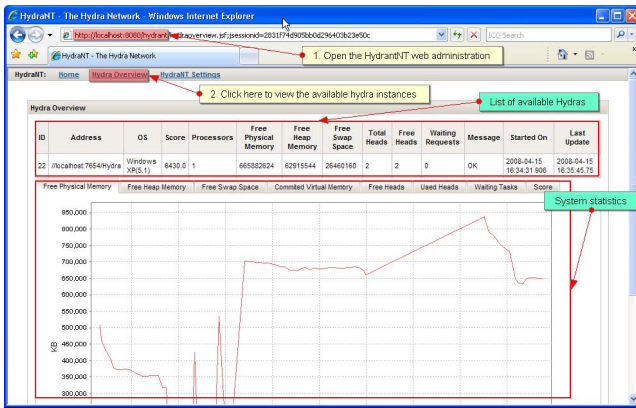 HydraNT - The Hydra Network - Windows Internet Explorer
http://localhost:8080/hydrant/hydraoverview.jsf;jsessionid=2831f74d905bb0d296403b23e50c
ICQ Search
HydraNT - The Hydra Network
1. Open the HydrantNT web administration
HydraNT: Home Hydra Overview HydraNT Settings
2. Click here to view the available hydra instances
List of available Hydras
Hydra Overview
ID Address OS Score Processors Free Physical Memory Free Heap Memory Free Swap Space Total Heads Free Heads Waiting Requests Message Started On Last Update
22 //localhost:7654/Hydra Windows XP(5.1) 6430.0 1 665882624 62915544 26460160 2 2 0 OK 2008-04-15 16:34:31.906 2008-04-15 16:35:45.75
Free Physical Memory Free Heap Memory Free Swap Space Commited Virtual Memory Free Heads Used Heads Waiting Tasks Score
System statistics
850,000
800,000
750,000
700,000
650,000
600,000
550,000
500,000
450,000
400,000
350,000
300,000
KB